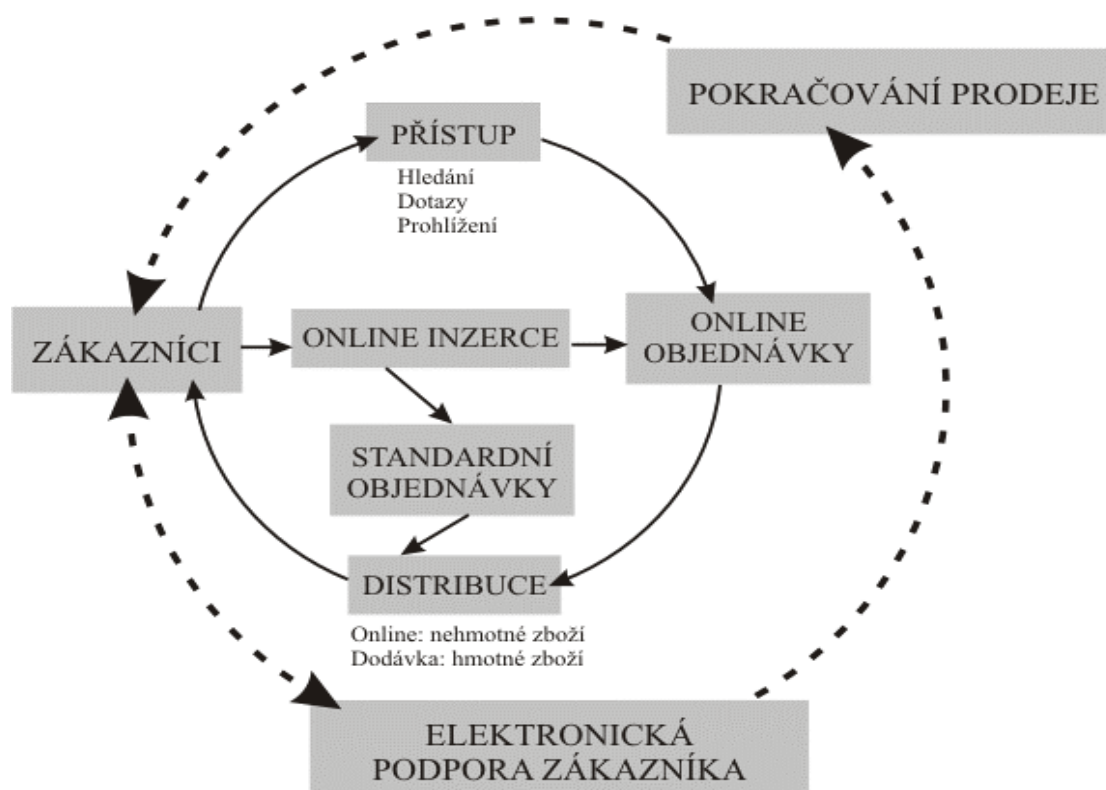 POKRAČOVÁNÍ PRODEJE
PŘÍSTUP
Hledání
Dotazy
Prohlížení
ZÁKAZNÍCI
ONLINE INZERCE
ONLINE
OBJEDNÁVKY
STANDARDNÍ
OBJEDNÁVKY
DISTRIBUCE
Online: nehmotné zboží
Dodávka: hmotné zboží
ELEKTRONICKÁ
PODPORA ZÁKAZNÍKA